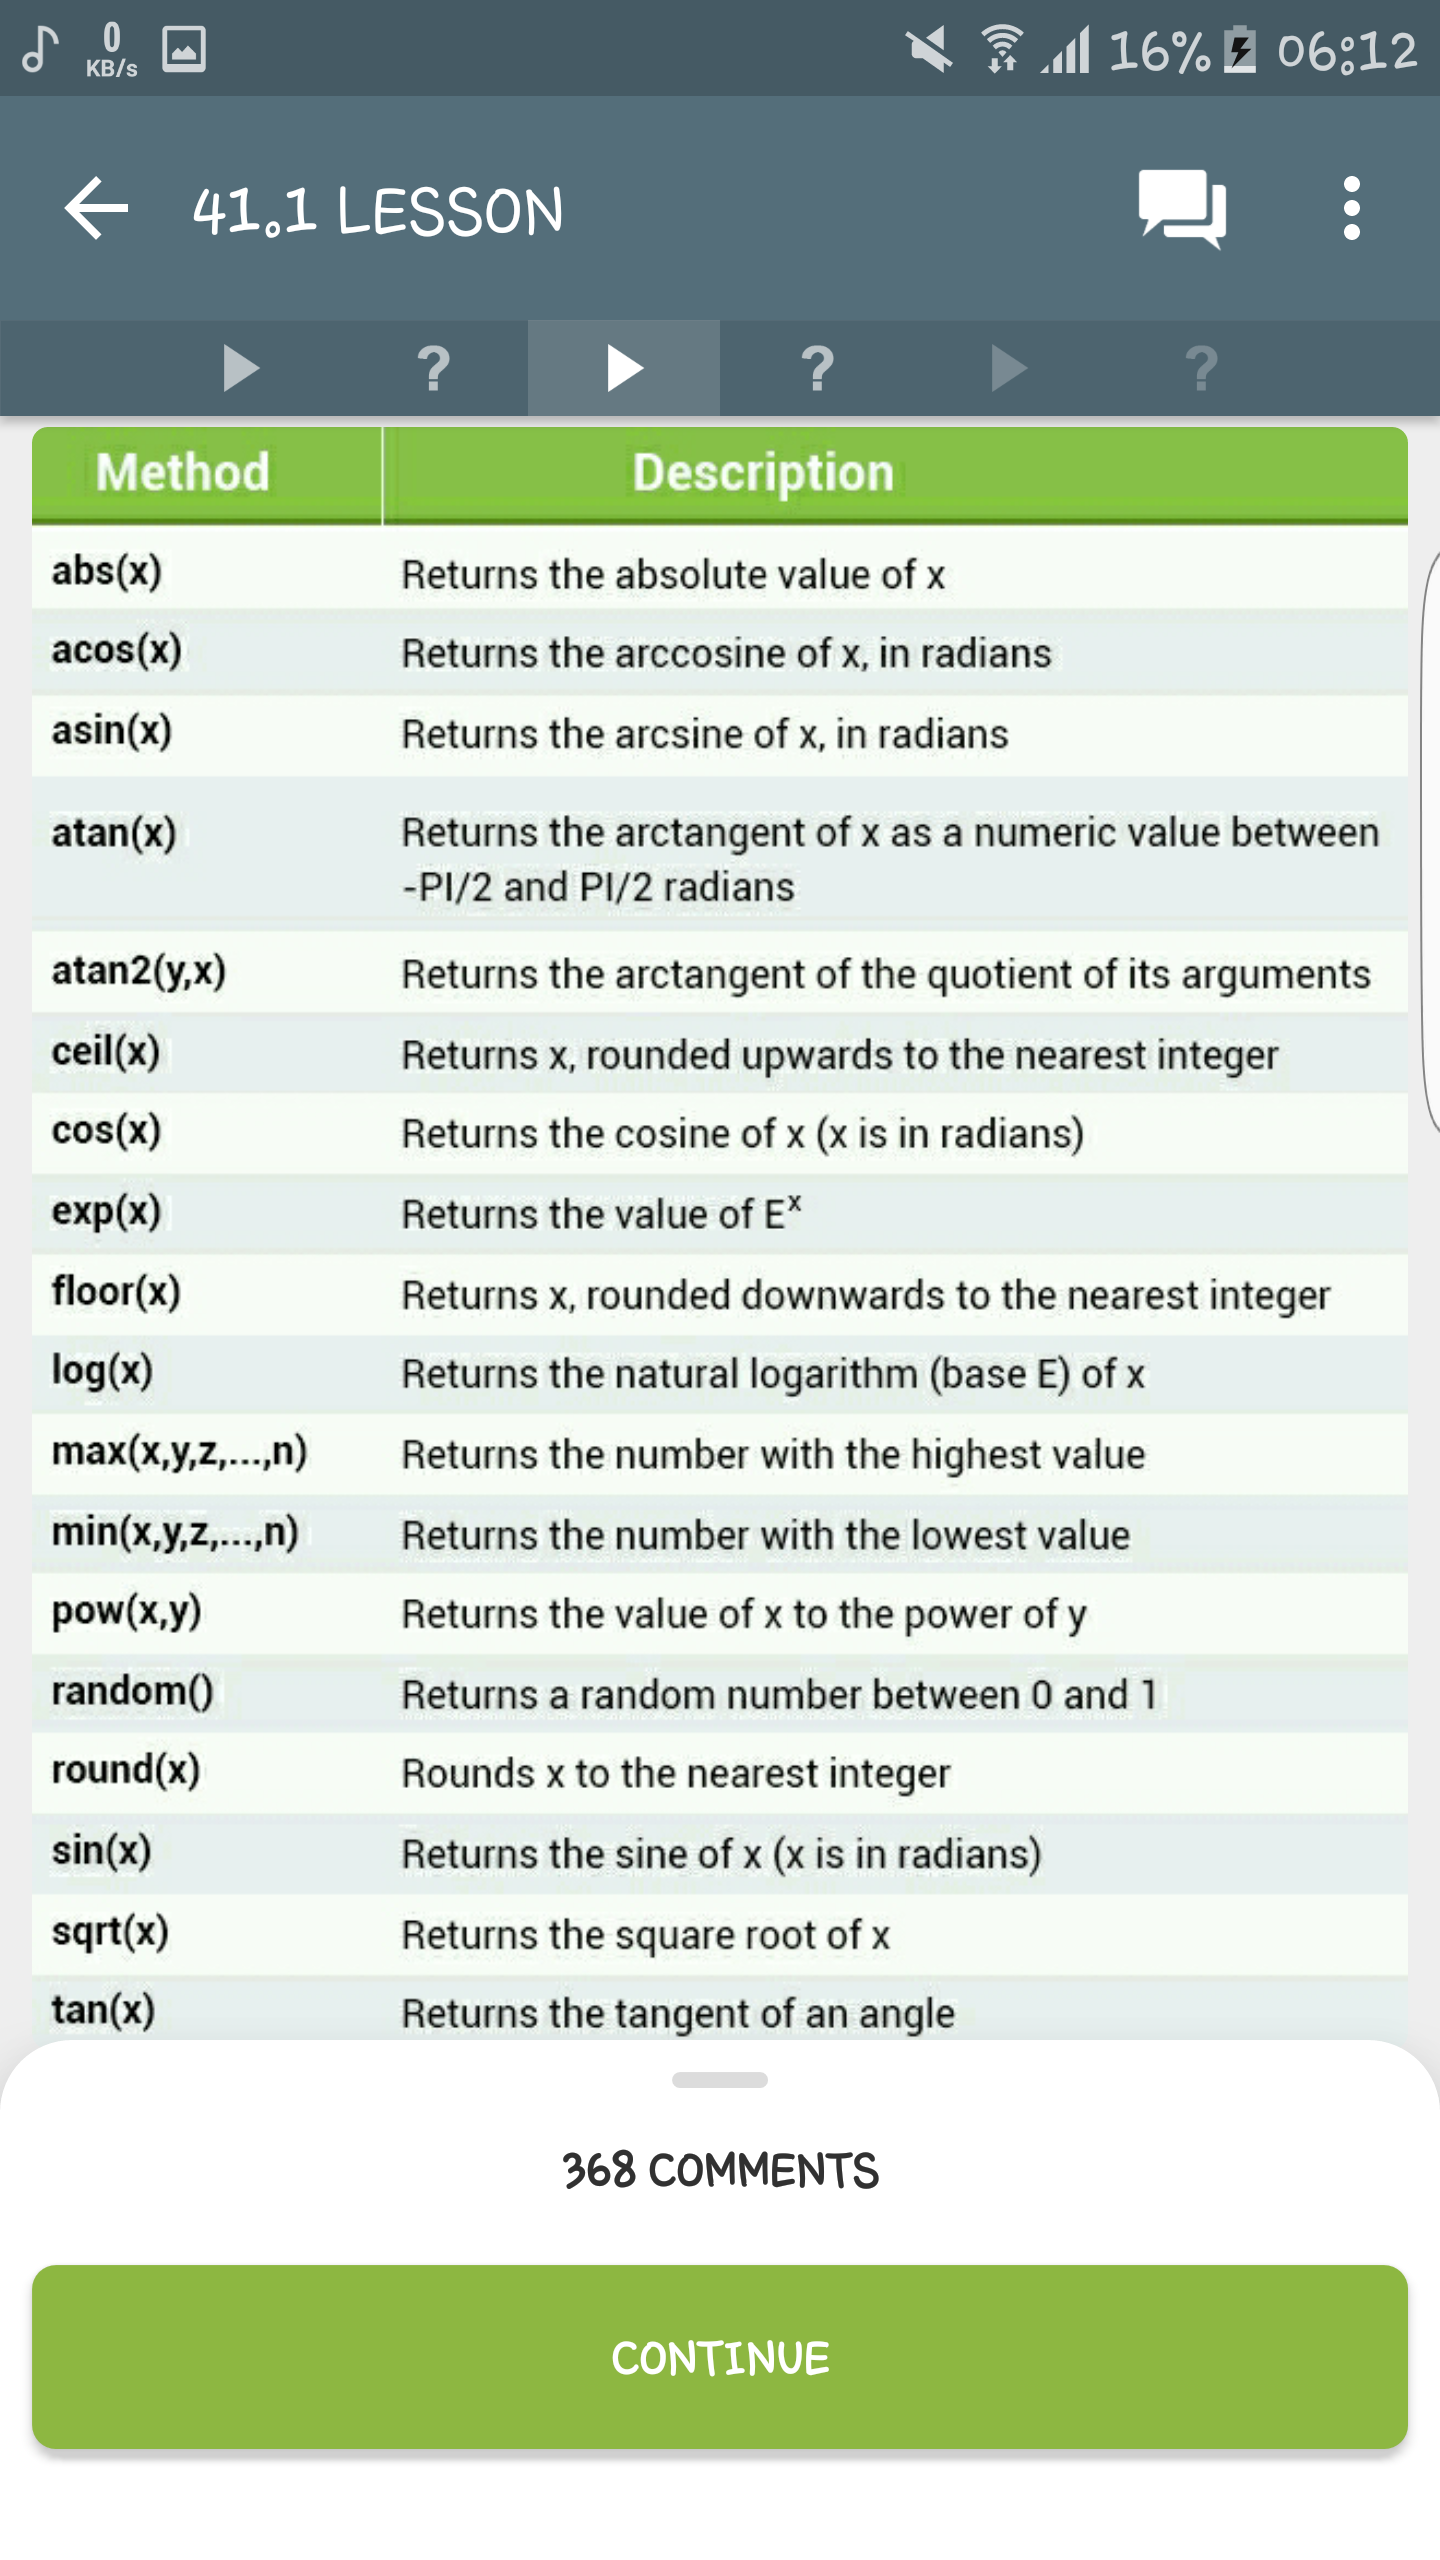 0
KB/s
16%
06:12
41.1 LESSON
?
?
?
Method Description
abs(x) Returns the absolute value of x
acos(x) Returns the arccosine of x, in radians
asin(x) Returns the arcsine of x, in radians
atan(x) Returns the arctangent of x as a numeric value between
-PI/2 and PI/2 radians
atan2(y,x) Returns the arctangent of the quotient of its arguments
ceil(x) Returns x, rounded upwards to the nearest integer
cos(x) Returns the cosine of x (x is in radians)
exp(x) Returns the value of Eˣ
floor(x) Returns x, rounded downwards to the nearest integer
log(x) Returns the natural logarithm (base E) of x
max(x,y,z,...,n) Returns the number with the highest value
min(x,y,z,...,n) Returns the number with the lowest value
pow(x,y) Returns the value of x to the power of y
random() Returns a random number between 0 and 1
round(x) Rounds x to the nearest integer
sin(x) Returns the sine of x (x is in radians)
sqrt(x) Returns the square root of x
tan(x) Returns the tangent of an angle
368 COMMENTS
CONTINUE